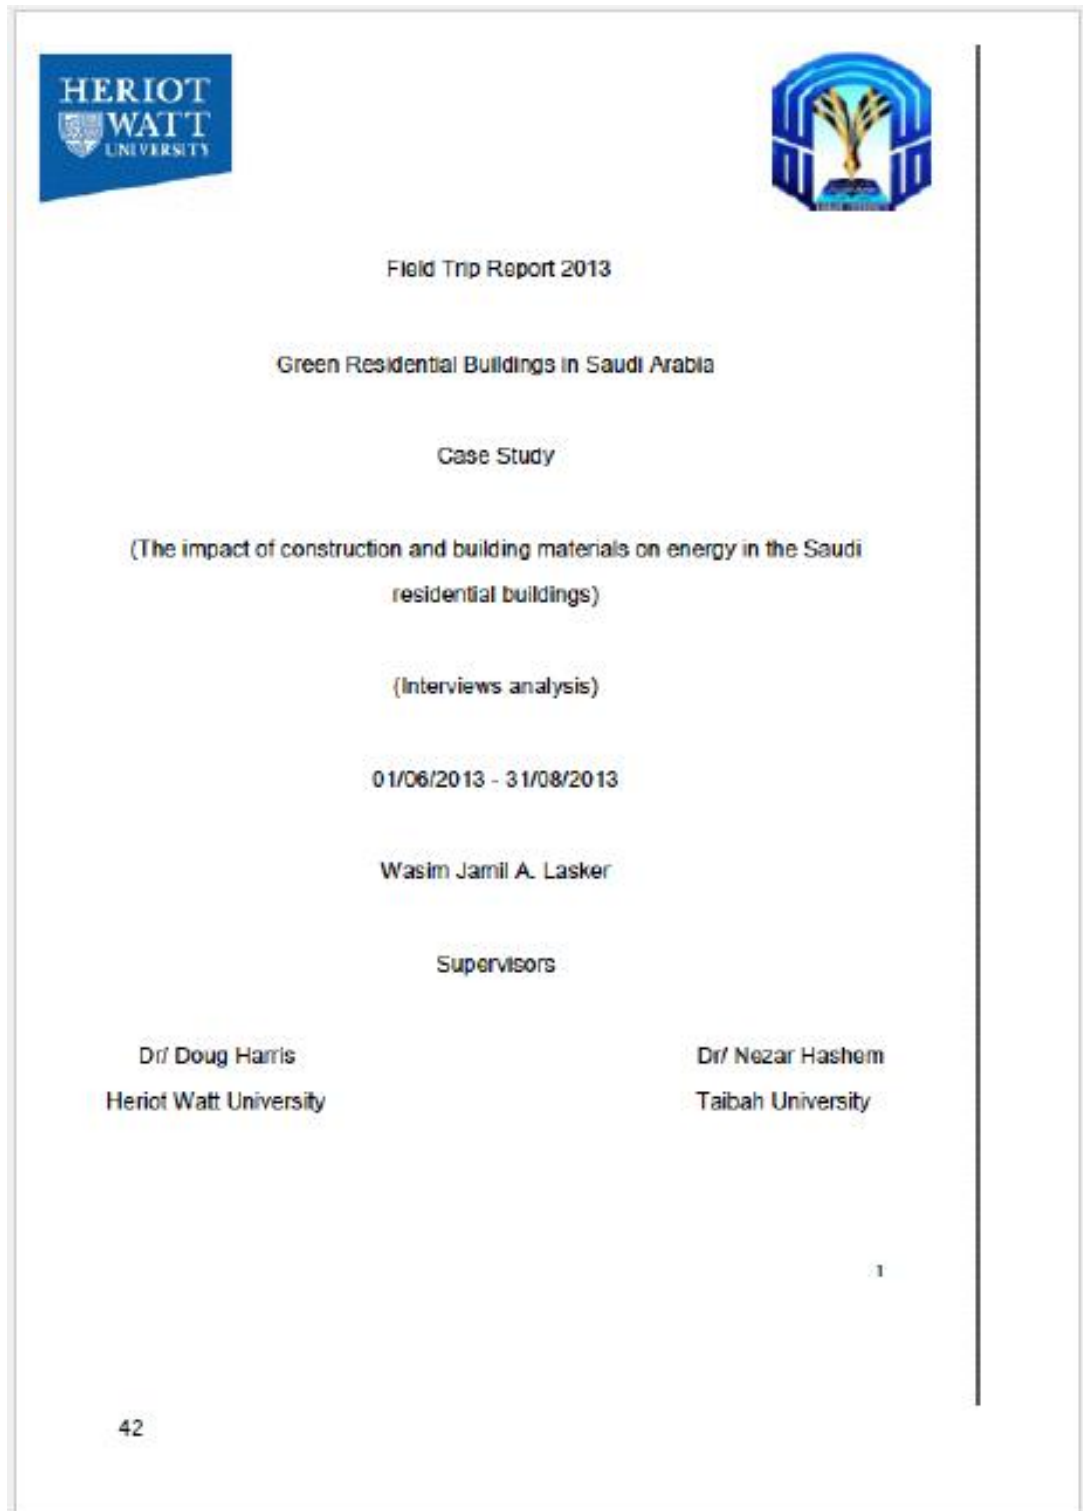 HERIOT
WATT
UNIVERSITY
Field Trip Report 2013
Green Residential Buildings in Saudi Arabia
Case Study
(The impact of construction and building materials on energy in the Saudi
residential buildings)
(Interviews analysis)
01/06/2013 - 31/08/2013
Wasim Jamil A. Lasker
Supervisors
Dr/ Doug Harris
Dr/ Nezar Hashem
Heriot Watt University
Taibah University
1
42